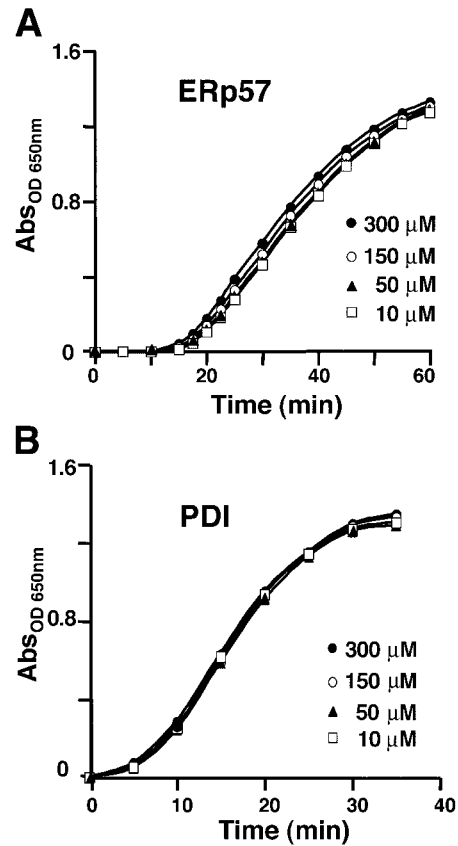 A
1.6
ERp57
0.8
Abs OD 650nm
300 µM
150 µM
50 µM
10 µM
0
0 20 40 60
Time (min)
B
1.6
PDI
0.8
Abs OD 650nm
300 µM
150 µM
50 µM
10 µM
0
0 10 20 30 40
Time (min)